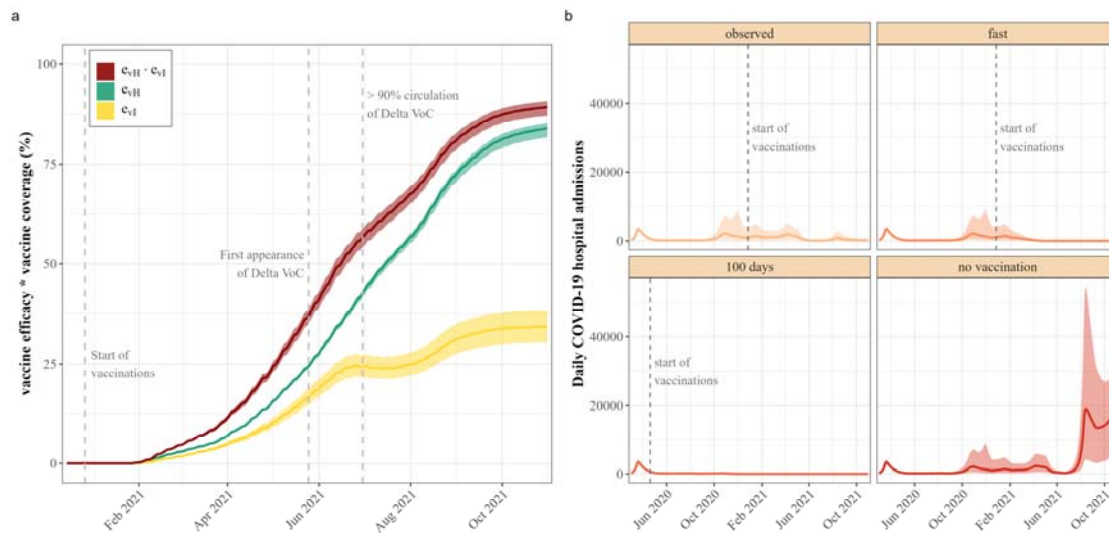 a
vaccine efficacy * vaccine coverage (%)
100
75
50
25
0
e_vH · e_vI
e_vH
e_vI
> 90% circulation
of Delta VoC
First appearance
of Delta VoC
Start of
vaccinations
Feb 2021
Apr 2021
Jun 2021
Aug 2021
Oct 2021
b
Daily COVID-19 hospital admissions
observed
fast
40000
20000
0
start of
vaccinations
start of
vaccinations
100 days
no vaccination
40000
20000
0
start of
vaccinations
Jun 2020
Oct 2020
Feb 2021
Jun 2021
Oct 2021
Jun 2020
Oct 2020
Feb 2021
Jun 2021
Oct 2021